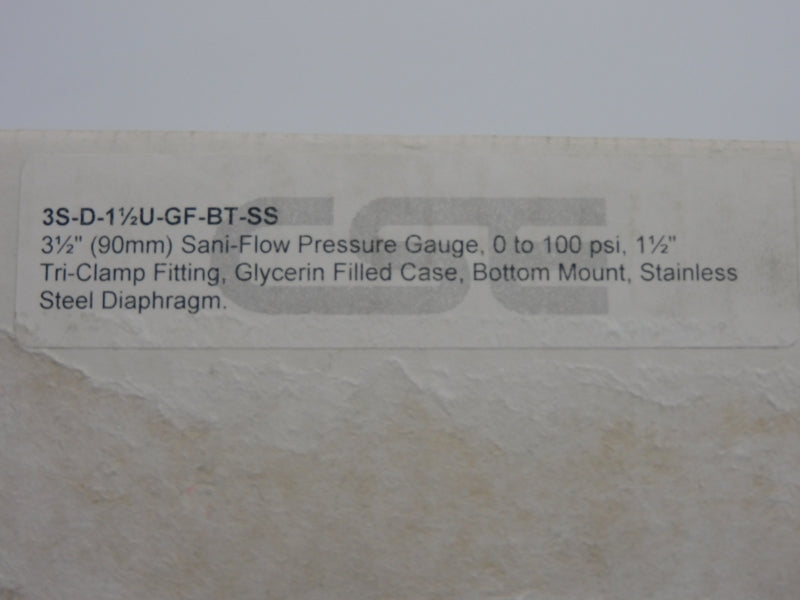 3S-D-1½U-GF-BT-SS
3½" (90mm) Sani-Flow Pressure Gauge, 0 to 100 psi, 1½"
Tri-Clamp Fitting, Glycerin Filled Case, Bottom Mount, Stainless
Steel Diaphragm.
CSE